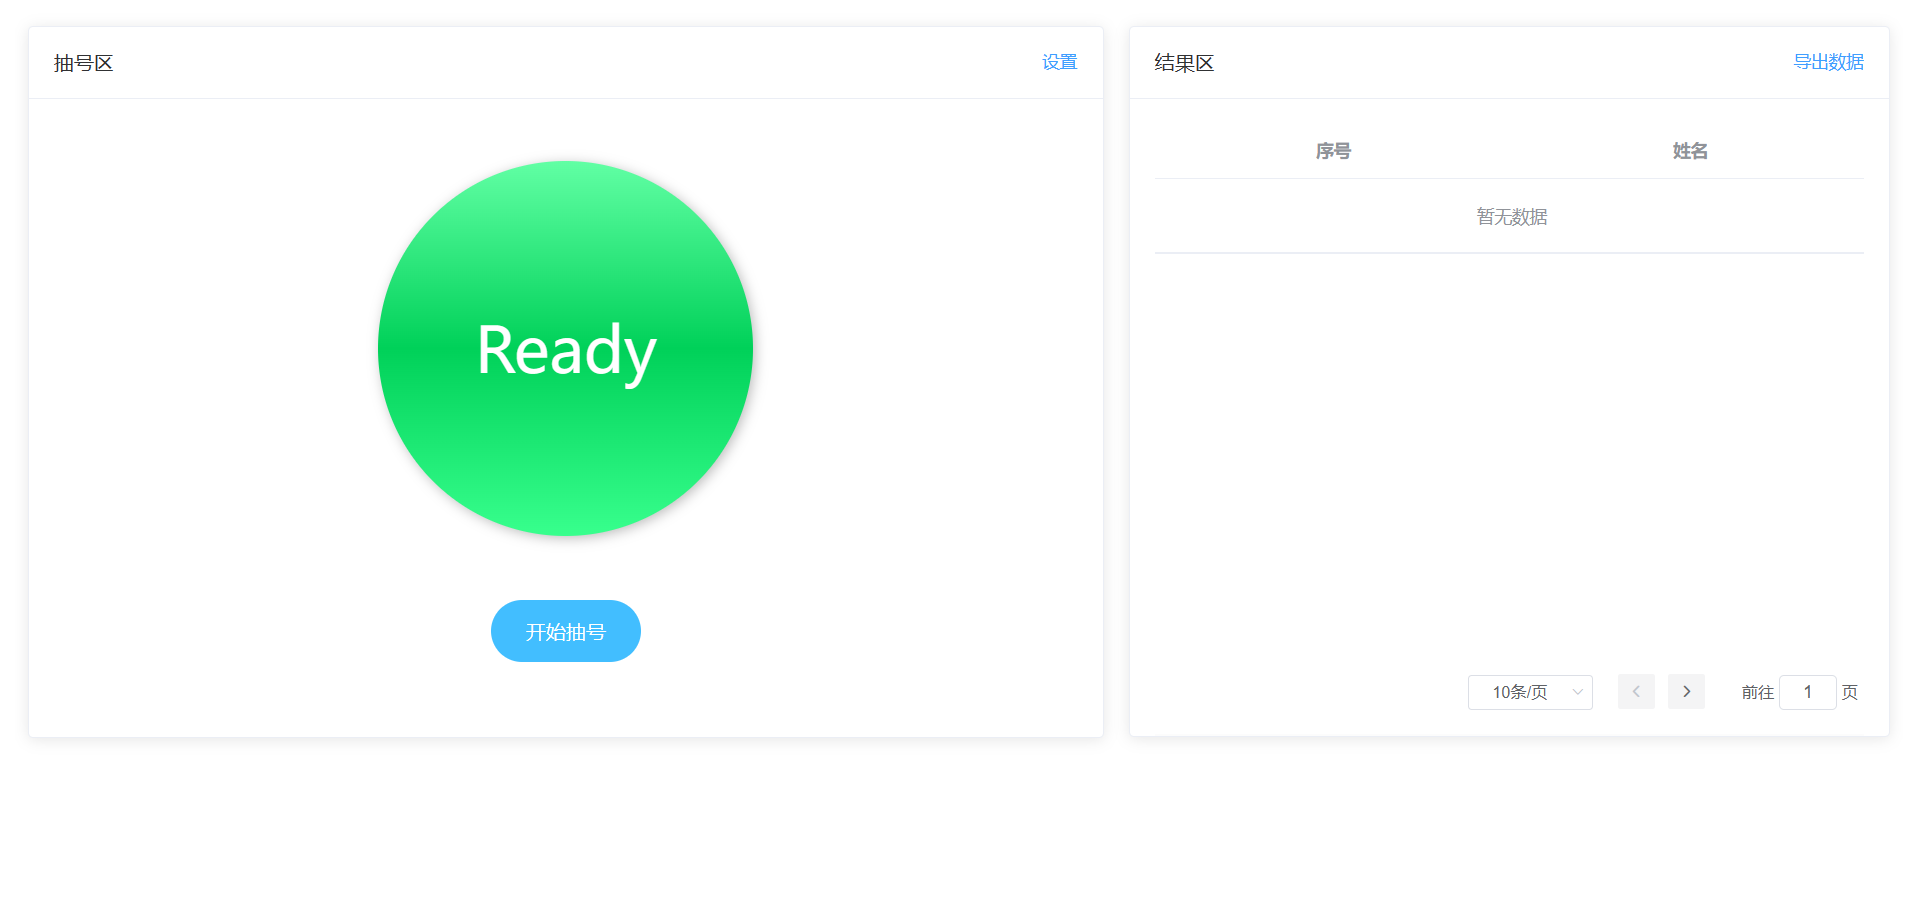 抽号区
设置
Ready
开始抽号
结果区
导出数据
序号 姓名
暂无数据
10条/页 前往 1 页